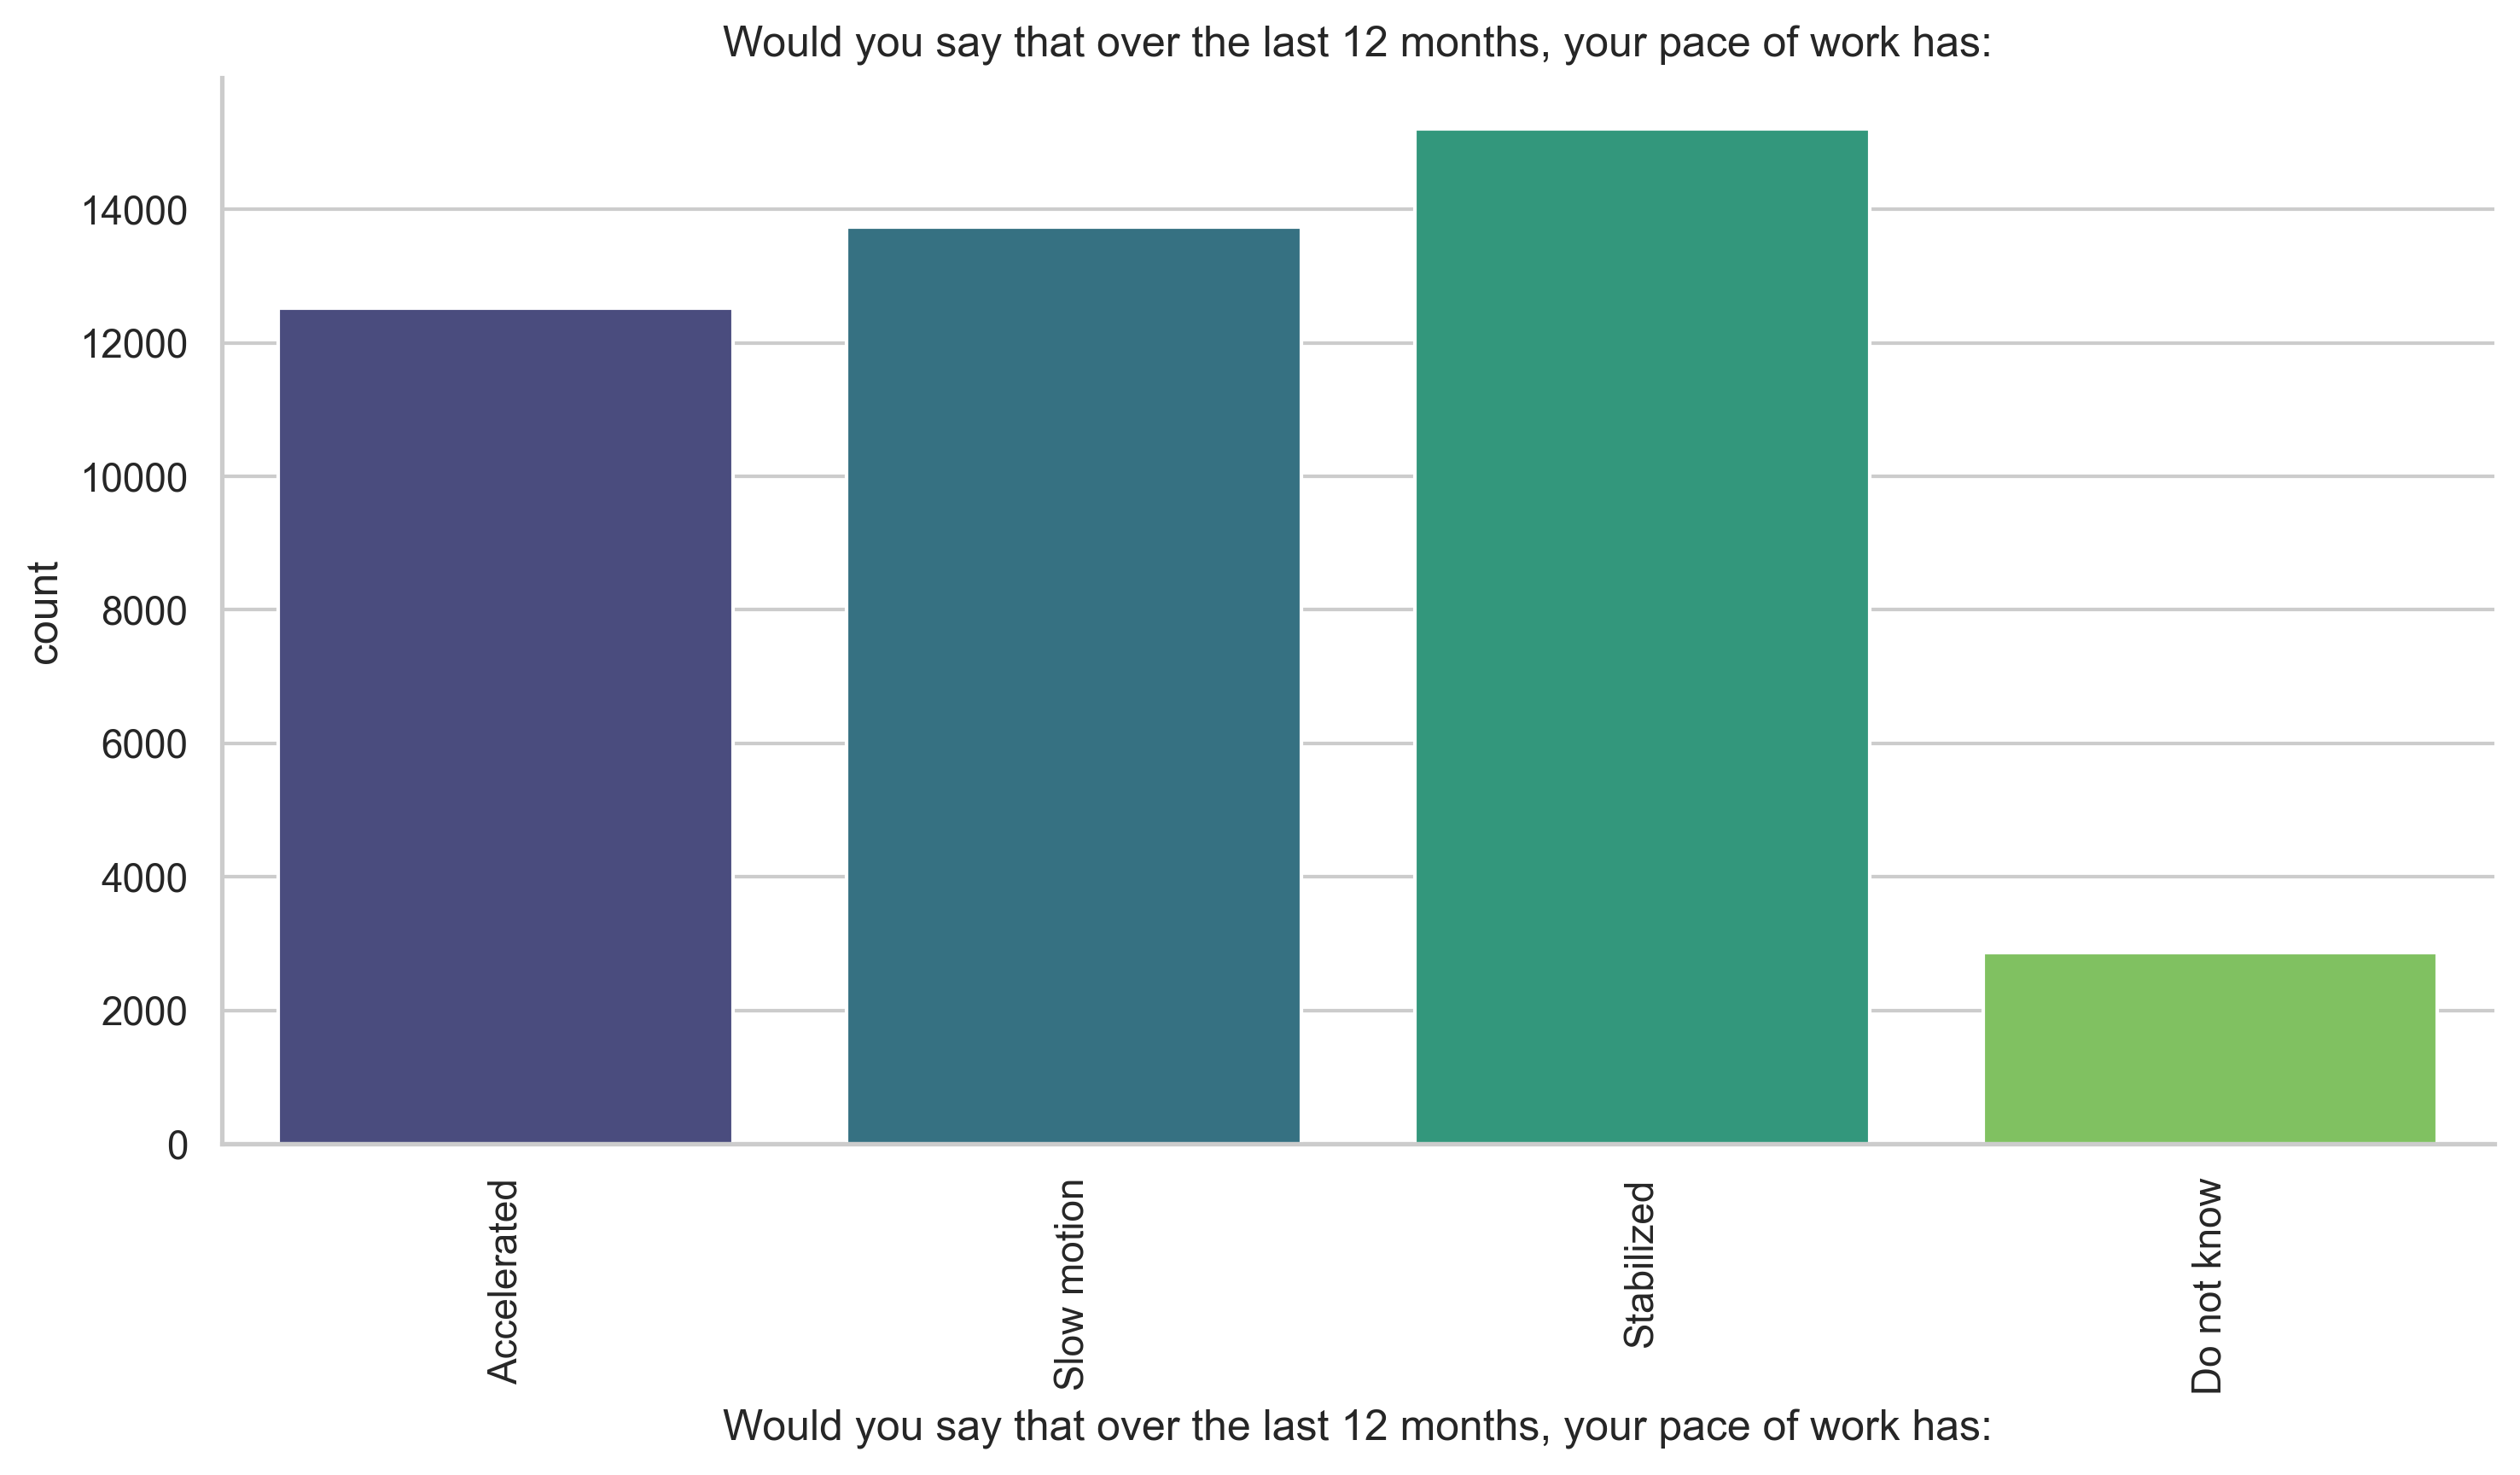 Would you say that over the last 12 months, your pace of work has:
count
14000
12000
10000
8000
6000
4000
2000
0
Accelerated
Slow motion
Stabilized
Do not know
Would you say that over the last 12 months, your pace of work has: